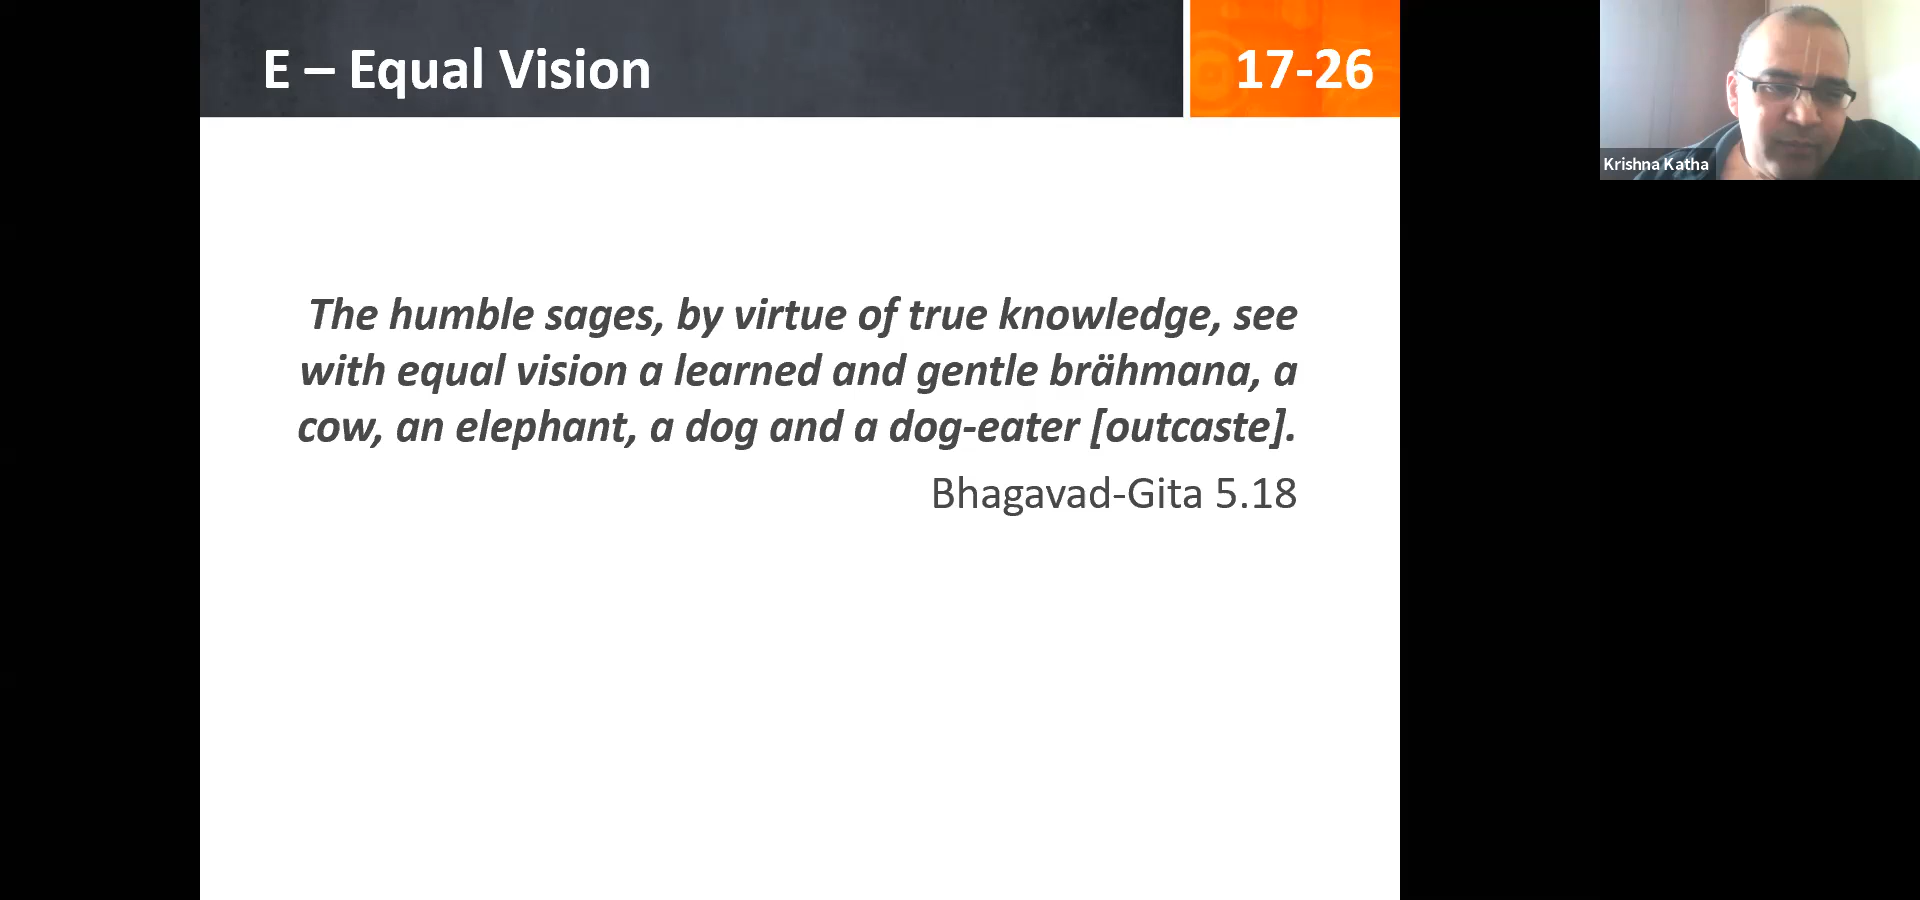 E – Equal Vision
17-26
The humble sages, by virtue of true knowledge, see
with equal vision a learned and gentle brähmana, a
cow, an elephant, a dog and a dog-eater [outcaste].
Bhagavad-Gita 5.18
Krishna Katha